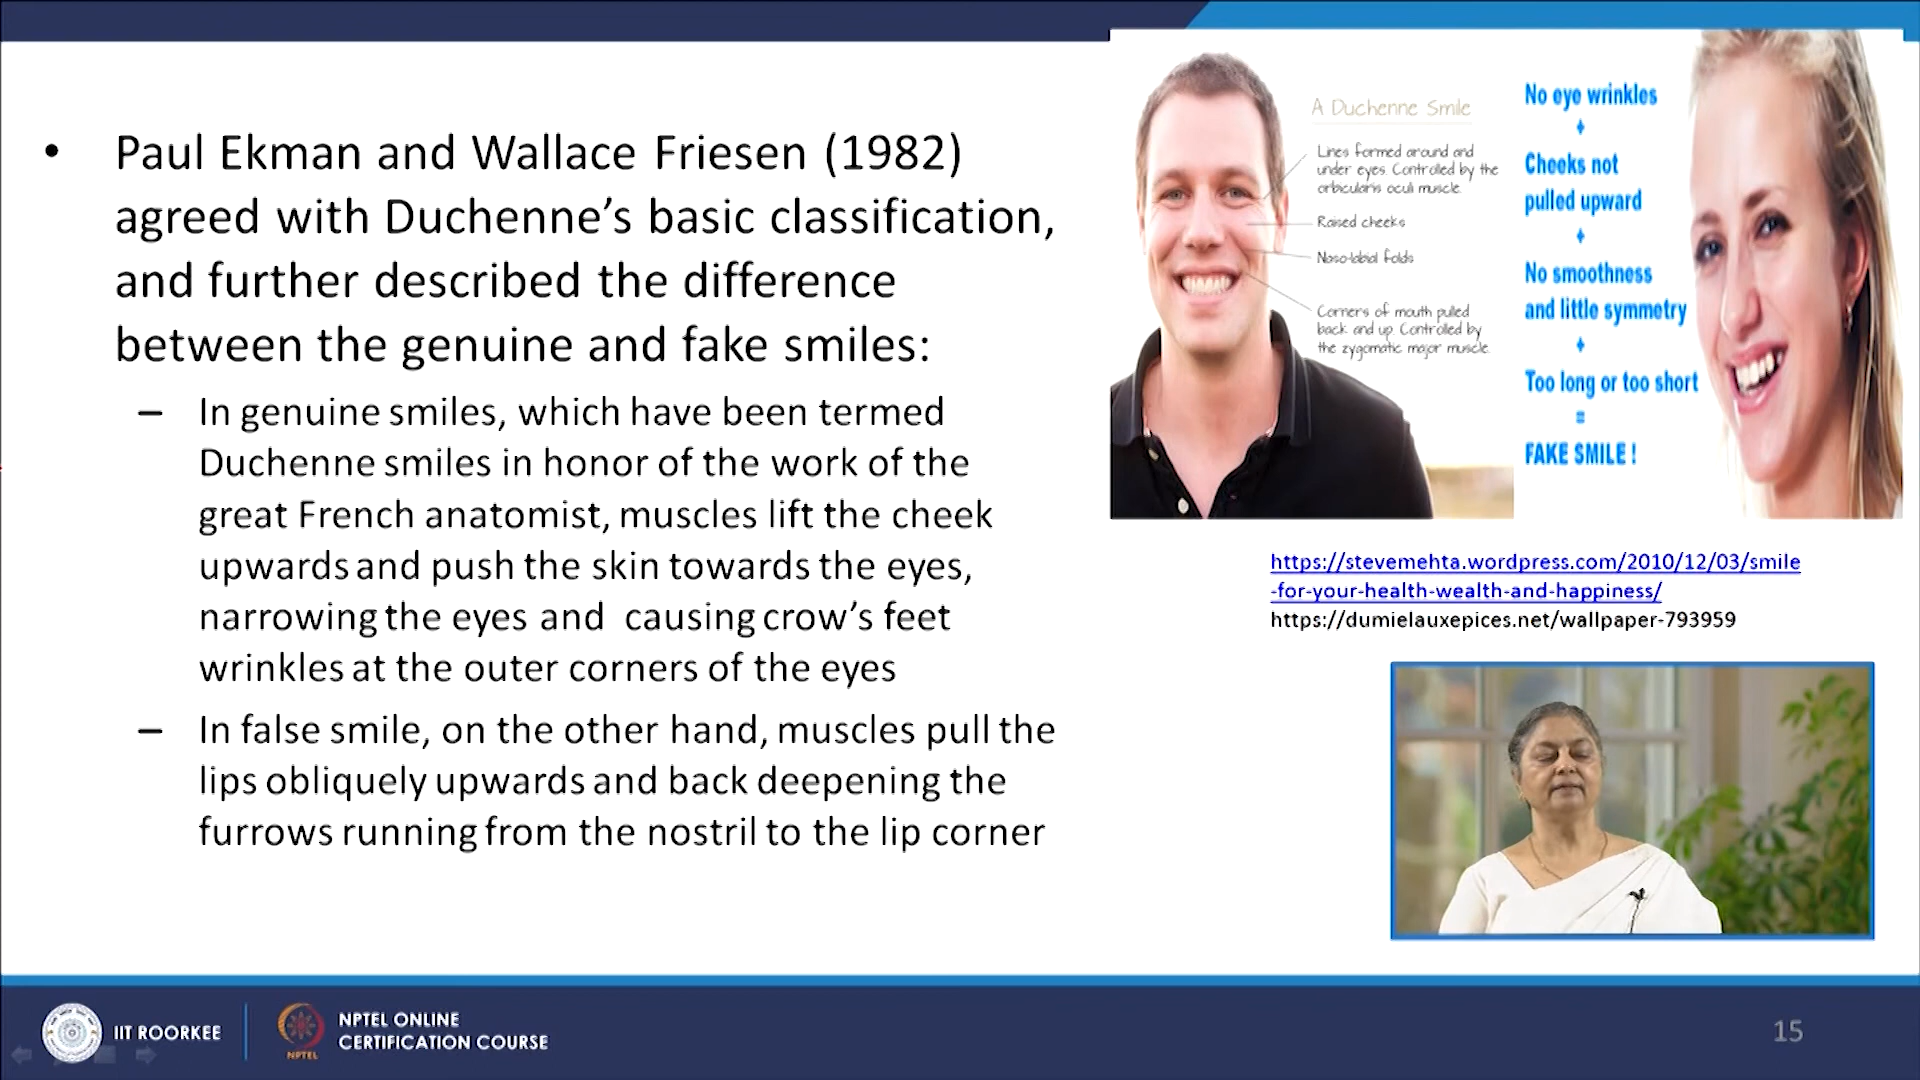 • Paul Ekman and Wallace Friesen (1982)
agreed with Duchenne’s basic classification,
and further described the difference
between the genuine and fake smiles:
– In genuine smiles, which have been termed
Duchenne smiles in honor of the work of the
great French anatomist, muscles lift the cheek
upwards and push the skin towards the eyes,
narrowing the eyes and causing crow’s feet
wrinkles at the outer corners of the eyes
– In false smile, on the other hand, muscles pull the
lips obliquely upwards and back deepening the
furrows running from the nostril to the lip corner
A Duchenne Smile
Lines formed around and
under eyes. Controlled by the
orbicularis oculi muscle.
Raised cheeks
Naso-labial folds
Corners of mouth pulled
back and up. Controlled by
the zygomatic major muscle.
No eye wrinkles
+
Cheeks not
pulled upward
+
No smoothness
and little symmetry
+
Too long or too short
=
FAKE SMILE !
https://stevemehta.wordpress.com/2010/12/03/smile
-for-your-health-wealth-and-happiness/
https://dumielauxepices.net/wallpaper-793959
IIT ROORKEE
NPTEL
NPTEL ONLINE
CERTIFICATION COURSE
15